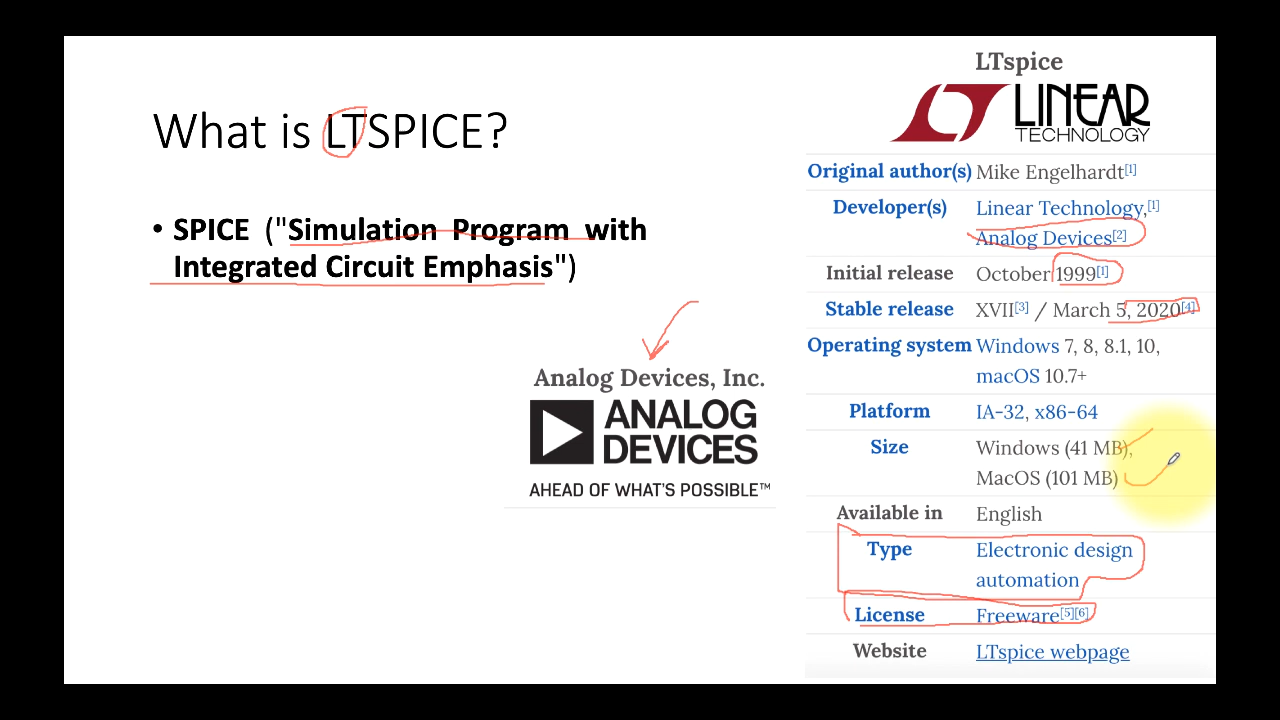 What is LTSPICE?
• SPICE ("Simulation Program with
Integrated Circuit Emphasis")
Analog Devices, Inc.
ANALOG
DEVICES
AHEAD OF WHAT'S POSSIBLE™
LTspice
LINEAR
TECHNOLOGY
Original author(s) Mike Engelhardt[1]
Developer(s) Linear Technology,[1]
Analog Devices[2]
Initial release October 1999[1]
Stable release XVII[3] / March 5, 2020[4]
Operating system Windows 7, 8, 8.1, 10,
macOS 10.7+
Platform IA-32, x86-64
Size Windows (41 MB),
MacOS (101 MB)
Available in English
Type Electronic design
automation
License Freeware[5][6]
Website LTspice webpage